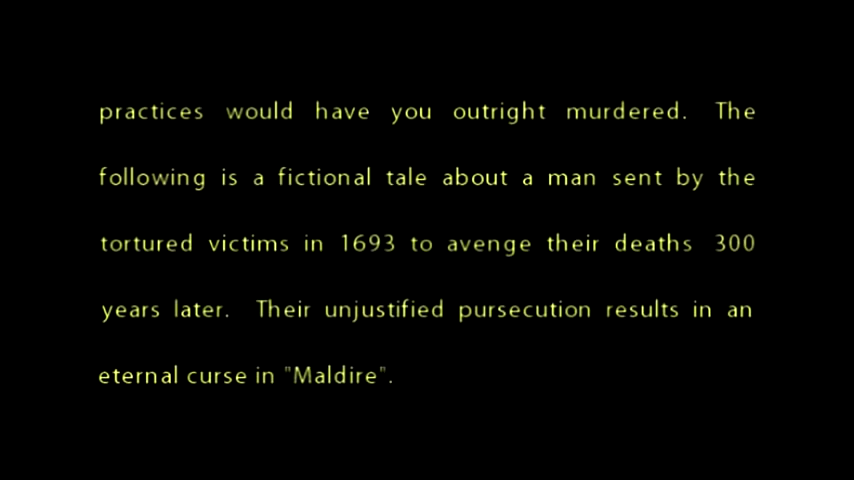 practices would have you outright murdered. The
following is a fictional tale about a man sent by the
tortured victims in 1693 to avenge their deaths 300
years later. Their unjustified pursecution results in an
eternal curse in "Maldire".